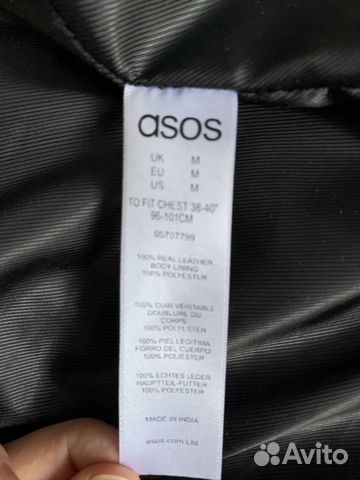 asos
UK M
EU M
US M
TO FIT CHEST 38-40"
96-101CM
05707799
100% REAL LEATHER
BODY LINING
100% POLYESTER
100% CUIR VERITABLE
DOUBLURE DU
CORPS
100% POLYESTER
100% PIEL LEGITIMA
FORRO DEL CUERPO
100% POLIESTER
100% ECHTES LEDER
HAUPTTEIL-FUTTER
100% POLYESTER
MADE IN INDIA
asos.com.Ltd
Avito